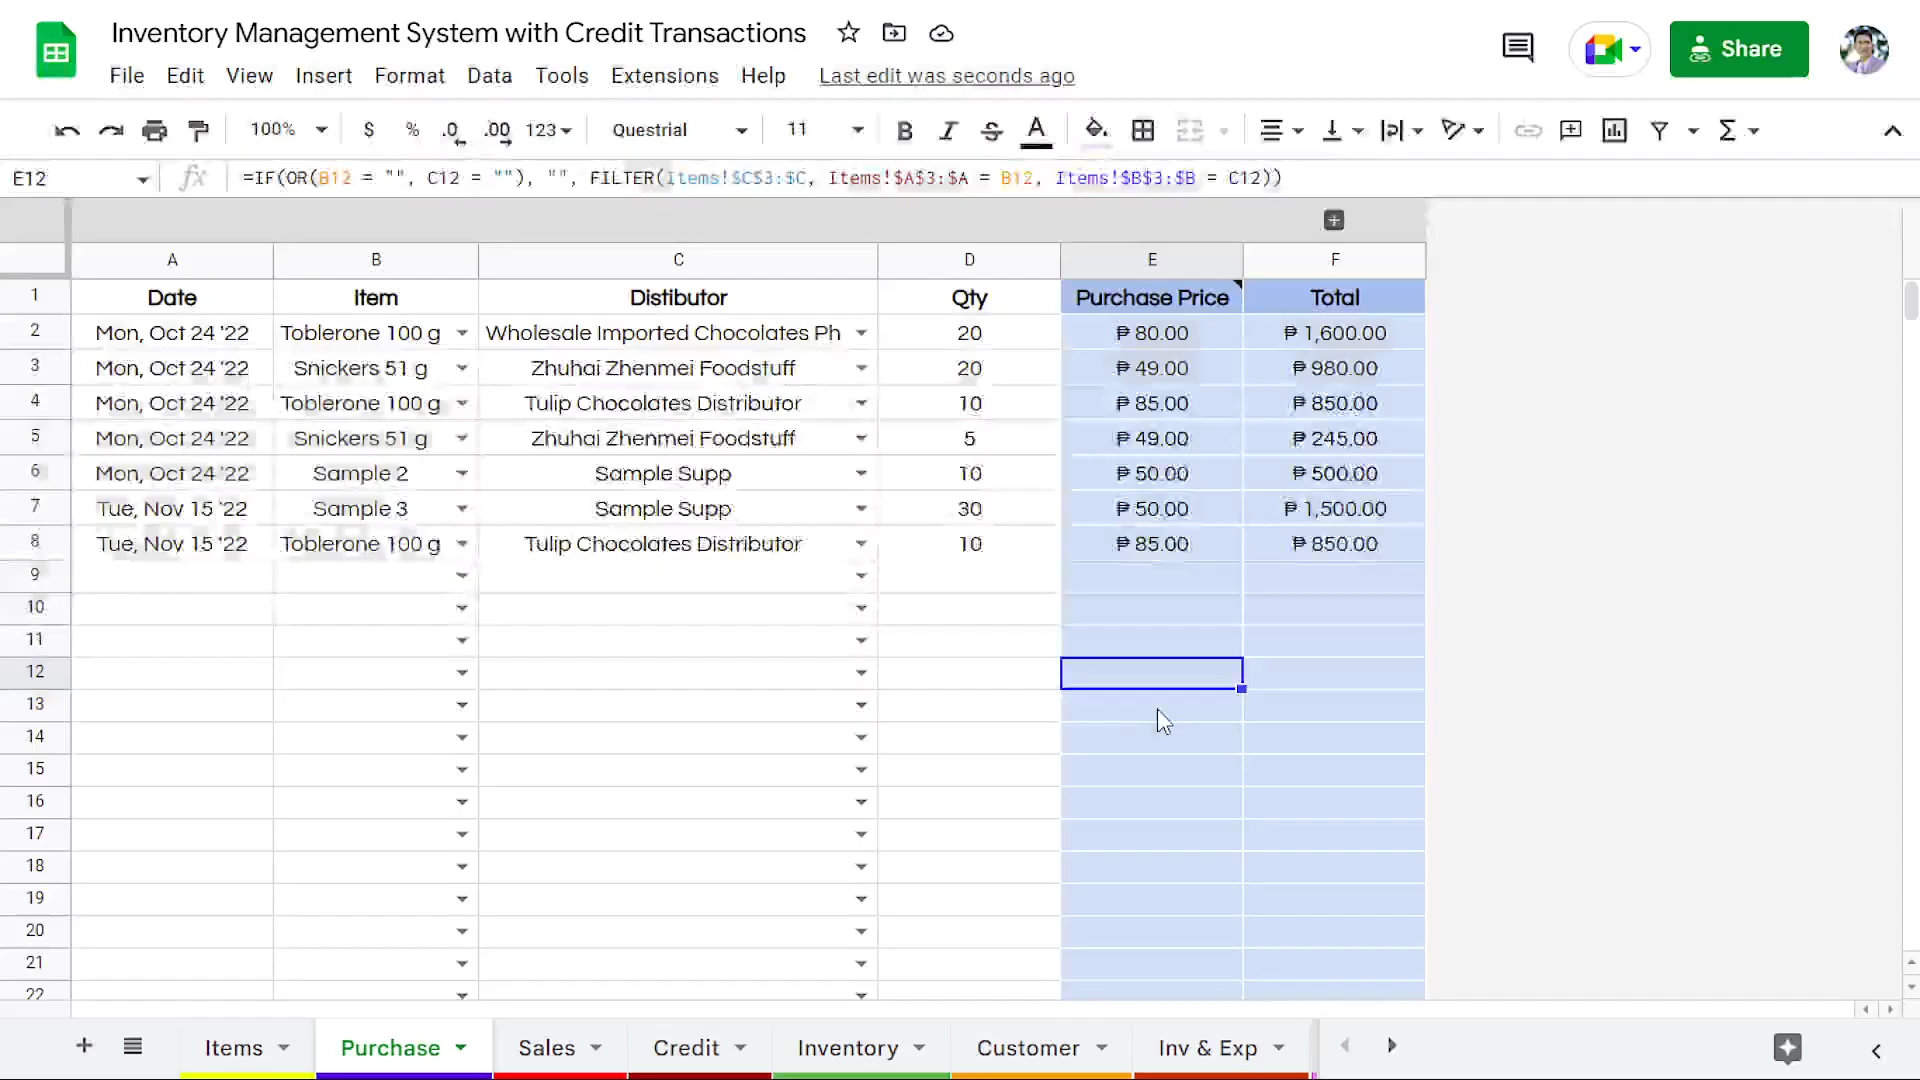 Inventory Management System with Credit Transactions
File Edit View Insert Format Data Tools Extensions Help Last edit was seconds ago
Share
100% $ % .0 .00 123 Questrial 11 B I S A
E12 fx =IF(OR(B12 = "", C12 = ""), "", FILTER(Items!$C$3:$C, Items!$A$3:$A = B12, Items!$B$3:$B = C12))
A B C D E F
1 Date Item Distibutor Qty Purchase Price Total
2 Mon, Oct 24 '22 Toblerone 100 g Wholesale Imported Chocolates Ph 20 ₱ 80.00 ₱ 1,600.00
3 Mon, Oct 24 '22 Snickers 51 g Zhuhai Zhenmei Foodstuff 20 ₱ 49.00 ₱ 980.00
4 Mon, Oct 24 '22 Toblerone 100 g Tulip Chocolates Distributor 10 ₱ 85.00 ₱ 850.00
5 Mon, Oct 24 '22 Snickers 51 g Zhuhai Zhenmei Foodstuff 5 ₱ 49.00 ₱ 245.00
6 Mon, Oct 24 '22 Sample 2 Sample Supp 10 ₱ 50.00 ₱ 500.00
7 Tue, Nov 15 '22 Sample 3 Sample Supp 30 ₱ 50.00 ₱ 1,500.00
8 Tue, Nov 15 '22 Toblerone 100 g Tulip Chocolates Distributor 10 ₱ 85.00 ₱ 850.00
9
10
11
12
13
14
15
16
17
18
19
20
21
22
Items Purchase Sales Credit Inventory Customer Inv & Exp